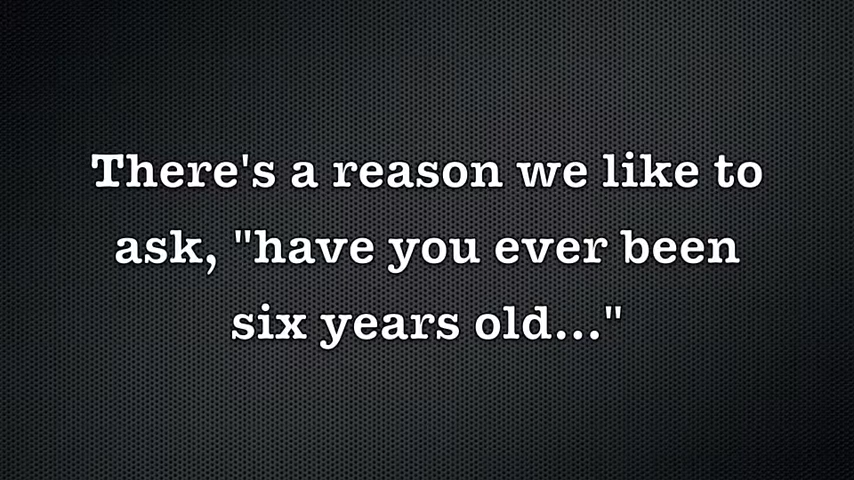 There's a reason we like to
ask, "have you ever been
six years old..."